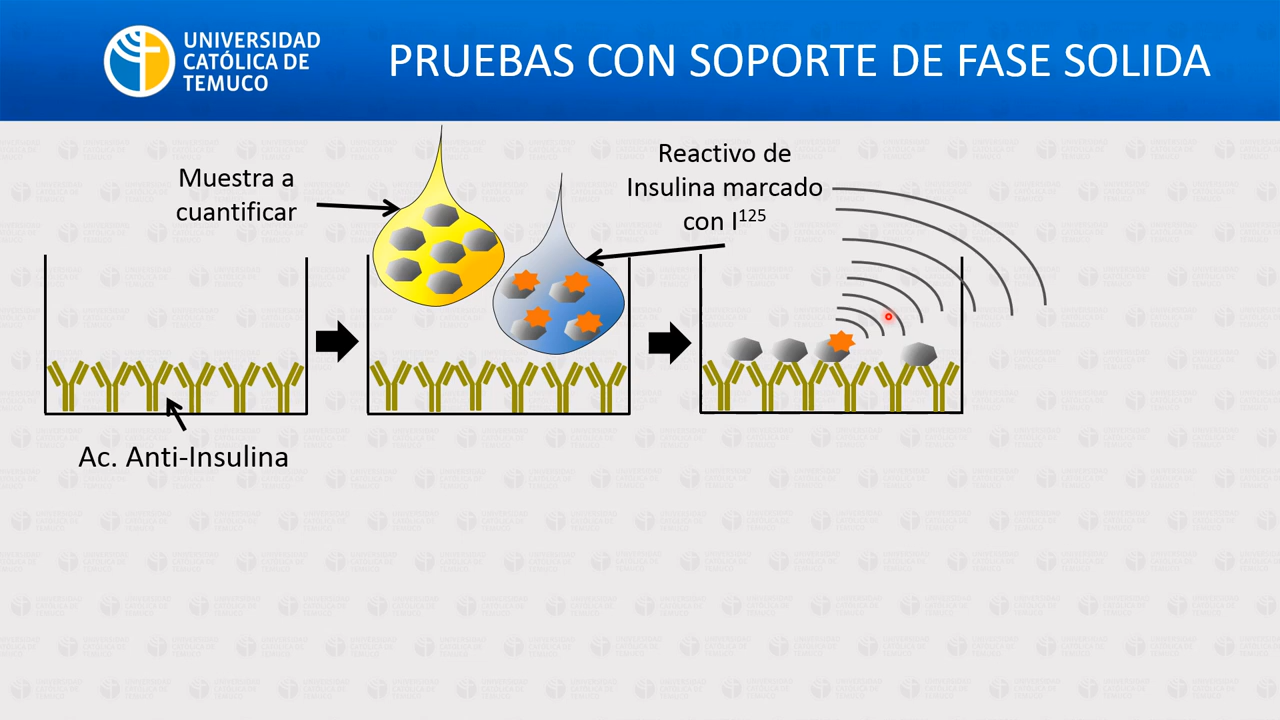 UNIVERSIDAD
CATÓLICA DE
TEMUCO
PRUEBAS CON SOPORTE DE FASE SOLIDA
Muestra a
cuantificar
Reactivo de
Insulina marcado
con I¹²⁵
Ac. Anti-Insulina